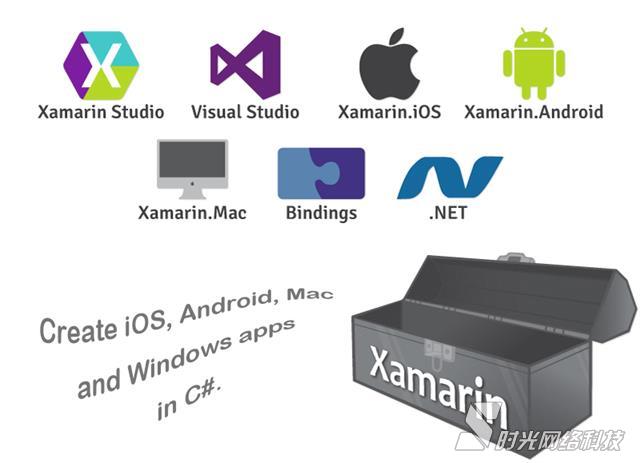 X
Xamarin Studio
Visual Studio
Xamarin.iOS
Xamarin.Android
Xamarin.Mac
Bindings
.NET
Create iOS, Android, Mac
and Windows apps
in C#.
Xamarin
时光网络科技